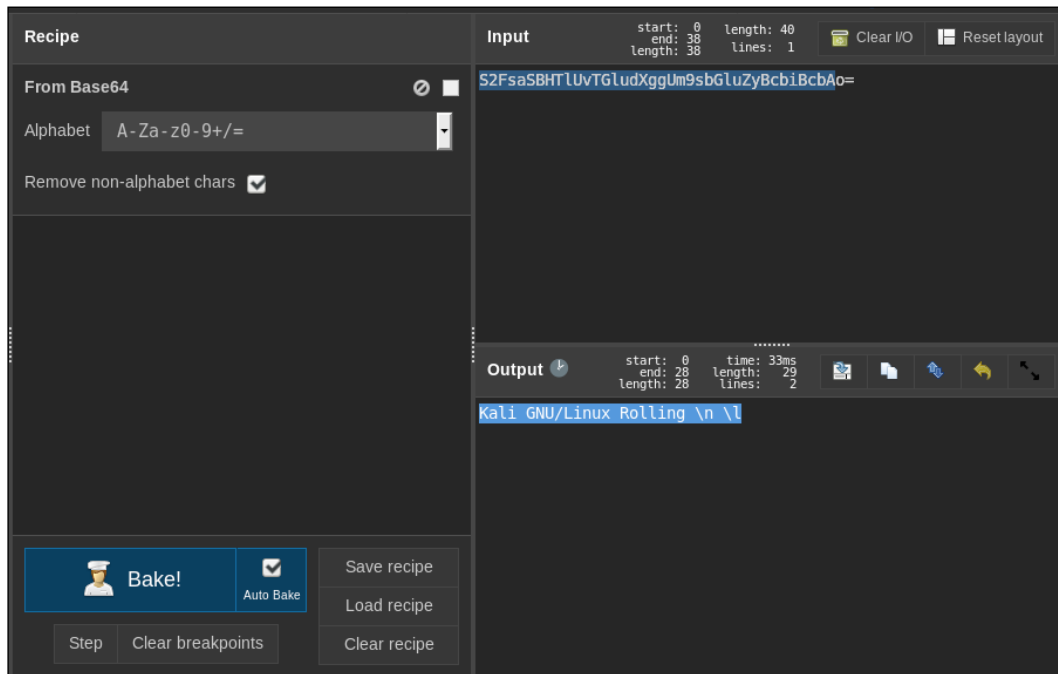 Recipe
From Base64
Alphabet A-Za-z0-9+/=
Remove non-alphabet chars
Bake!
Auto Bake
Step Clear breakpoints
Save recipe
Load recipe
Clear recipe
Input
start: 0
end: 38
length: 38
length: 40
lines: 1
Clear I/O
Reset layout
S2FsaSBHTlUvTGludXggUm9sbGluZyBcbiBcbAo=
Output
start: 0
end: 28
length: 28
time: 33ms
length: 29
lines: 2
Kali GNU/Linux Rolling \n \l